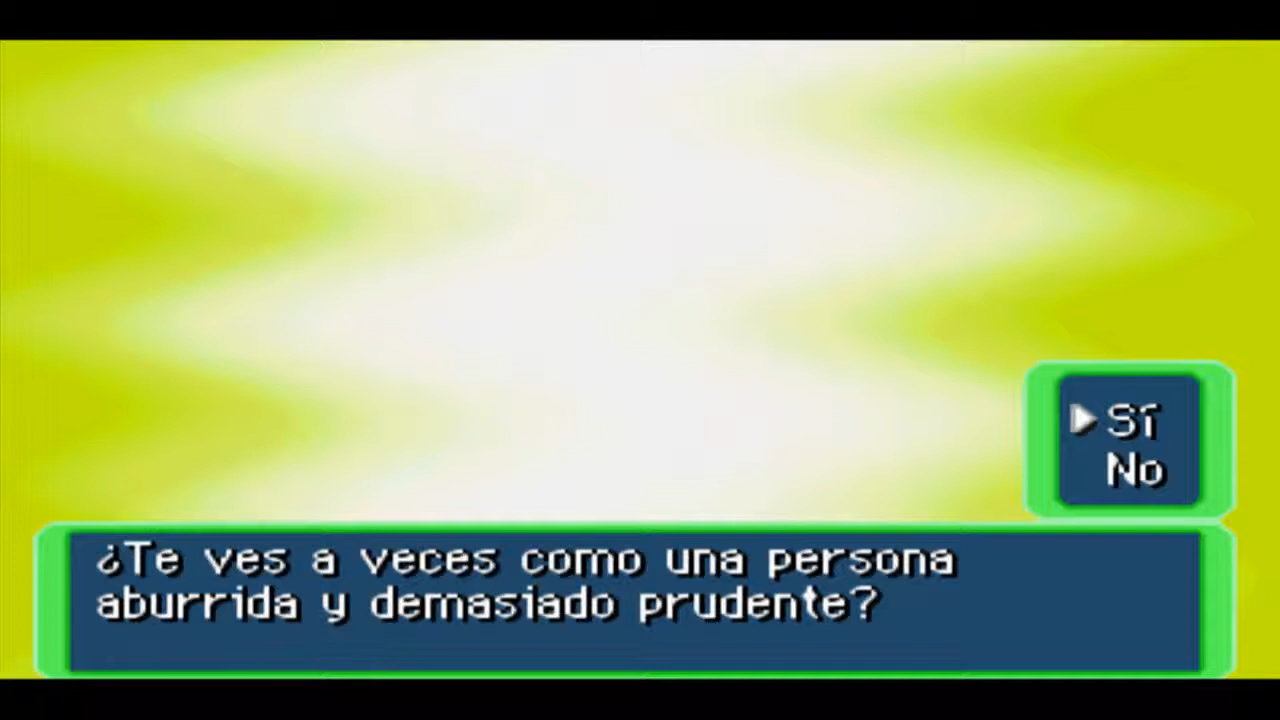 Sí
No
¿Te ves a veces como una persona
aburrida y demasiado prudente?